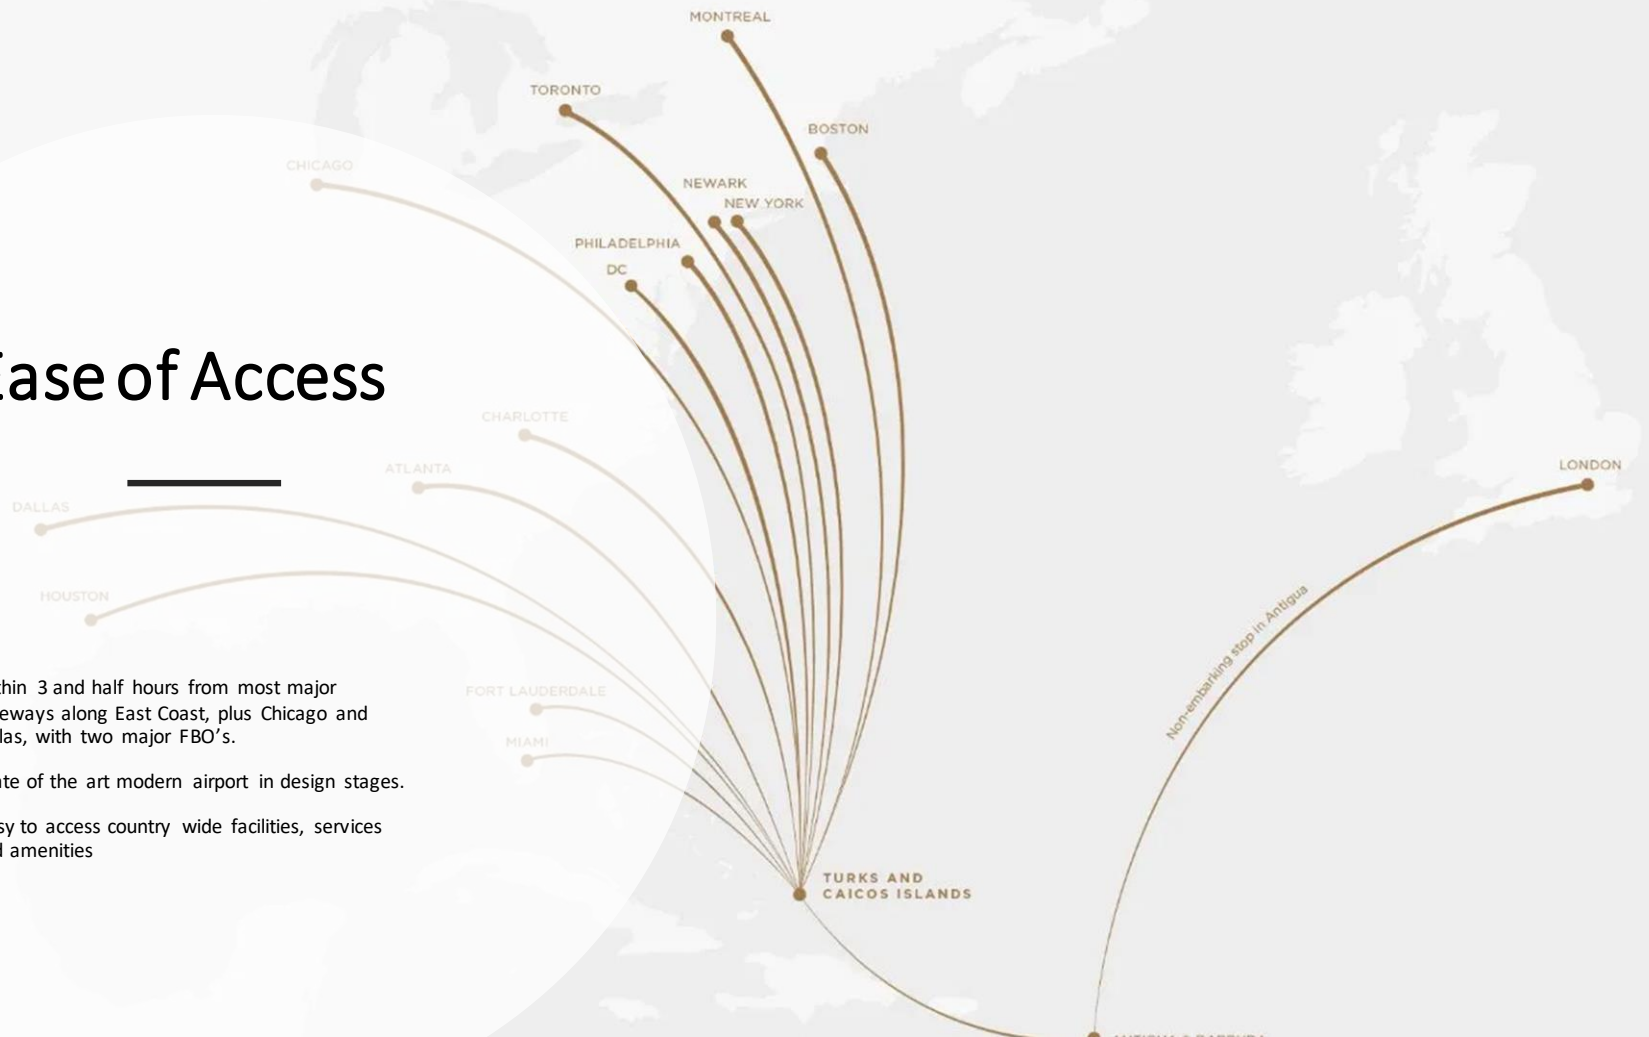 MONTREAL
TORONTO
BOSTON
CHICAGO
NEWARK
NEW YORK
PHILADELPHIA
DC
Ease of Access
CHARLOTTE
ATLANTA
LONDON
DALLAS
HOUSTON
Non-embarking stop in Antigua
thin 3 and half hours from most major
eways along East Coast, plus Chicago and
las, with two major FBO's.
FORT LAUDERDALE
MIAMI
ate of the art modern airport in design stages.
sy to access country wide facilities, services
d amenities
TURKS AND
CAICOS ISLANDS